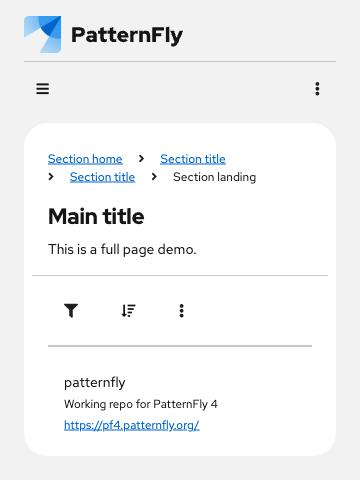 PatternFly
Section home Section title
Section title Section landing
Main title
This is a full page demo.
patternfly
Working repo for PatternFly 4
https://pf4.patternfly.org/